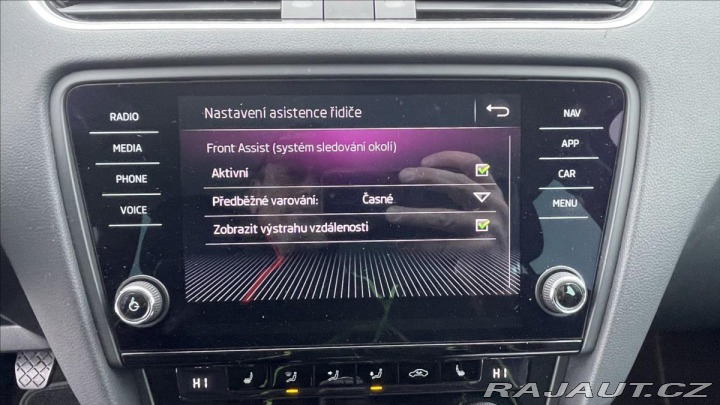 Nastavení asistence řidiče
RADIO
MEDIA
PHONE
VOICE
Front Assist (systém sledování okolí)
Aktivní
Předběžné varování: Časné
Zobrazit výstrahu vzdálenosti
NAV
APP
CAR
MENU
HI
HI
RAJAUT.CZ